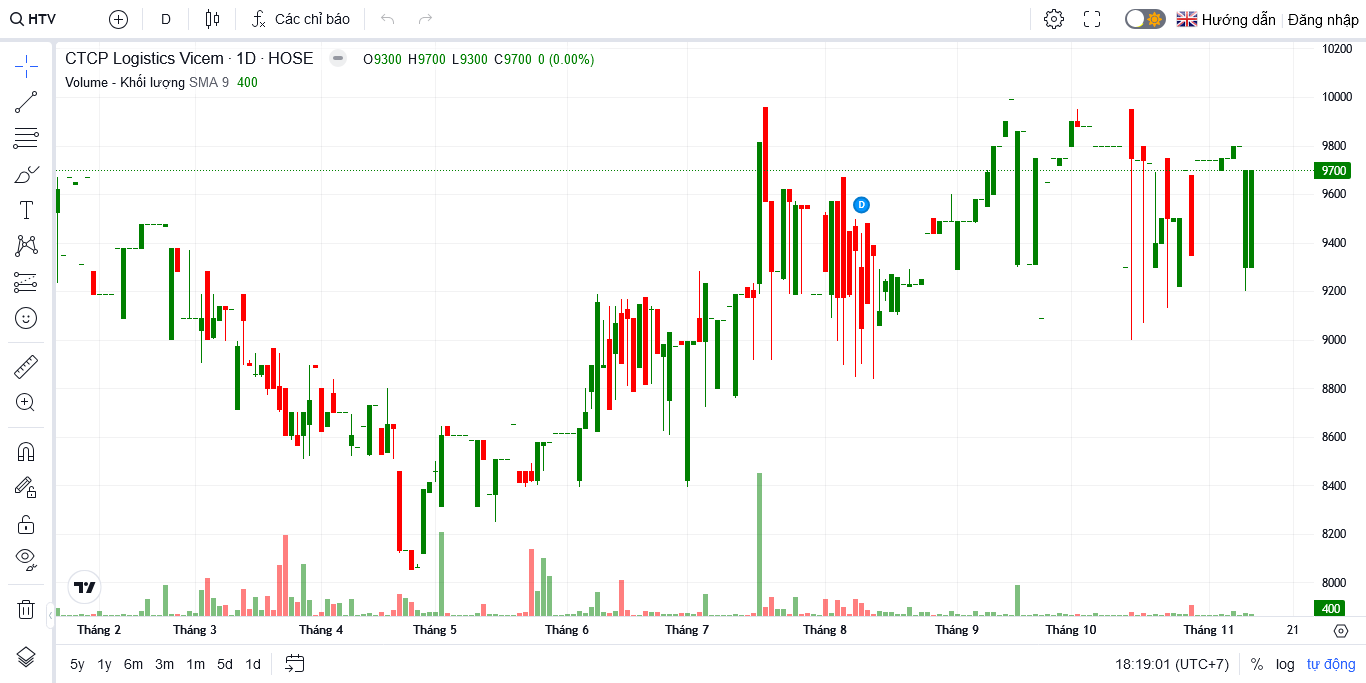 HTV D Các chỉ báo Hướng dẫn Đăng nhập
CTCP Logistics Vicem · 1D · HOSE O9300 H9700 L9300 C9700 0 (0.00%)
Volume - Khối lượng SMA 9 400
10200
10000
9800
9700
9600
D
9400
9200
9000
8800
8600
8400
8200
8000
400
Tháng 2 Tháng 3 Tháng 4 Tháng 5 Tháng 6 Tháng 7 Tháng 8 Tháng 9 Tháng 10 Tháng 11 21
5y 1y 6m 3m 1m 5d 1d 18:19:01 (UTC+7) % log tự động